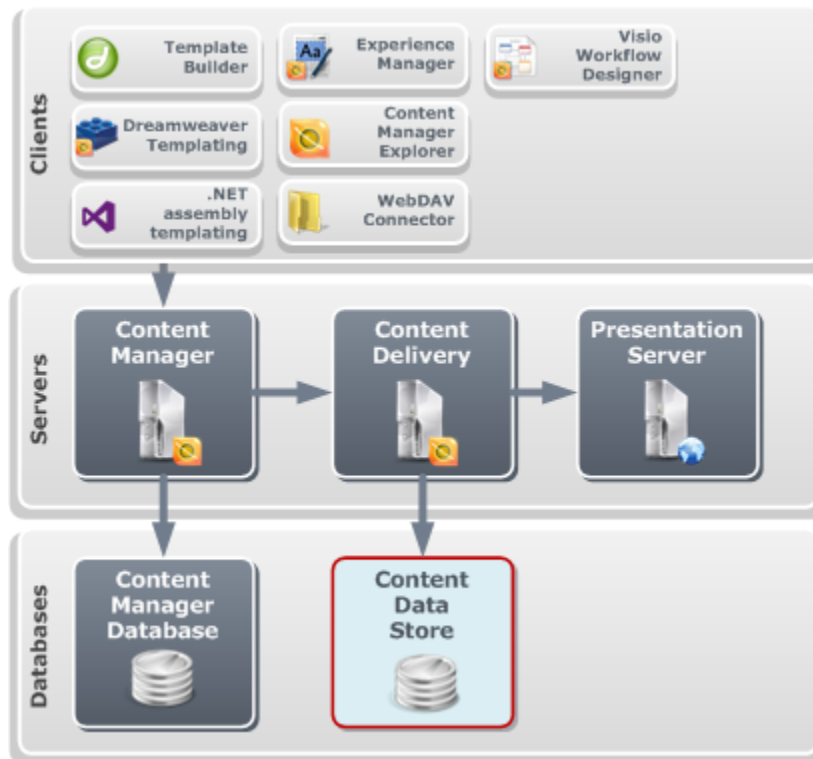 Clients
Template
Builder
Experience
Manager
Visio
Workflow
Designer
Dreamweaver
Templating
Content
Manager
Explorer
.NET
assembly
templating
WebDAV
Connector
Servers
Content
Manager
Content
Delivery
Presentation
Server
Databases
Content
Manager
Database
Content
Data
Store